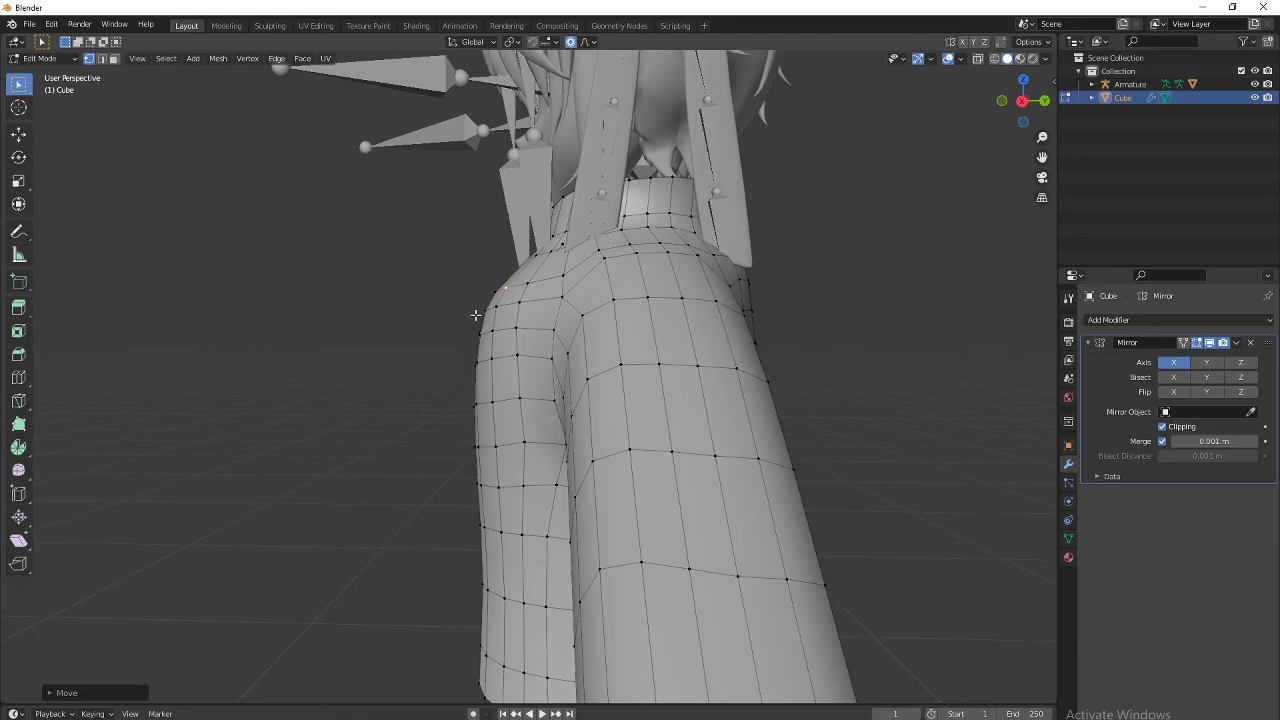 Blender
File Edit Render Window Help Layout Modeling Sculpting UV Editing Texture Paint Shading Animation Rendering Compositing Geometry Nodes Scripting + Scene View Layer
Global X Y Z Options
Edit Mode View Select Add Mesh Vertex Edge Face UV
User Perspective
(1) Cube
Z
X
Y
Scene Collection
Collection
Armature
Cube
Cube Mirror
Add Modifier
Mirror
Axis X Y Z
Bisect X Y Z
Flip X Y Z
Mirror Object
Clipping
Merge 0.001 m
Bisect Distance 0.001 m
Data
Move
Playback Keying View Marker 1 Start 1 End 250
Activate Windows